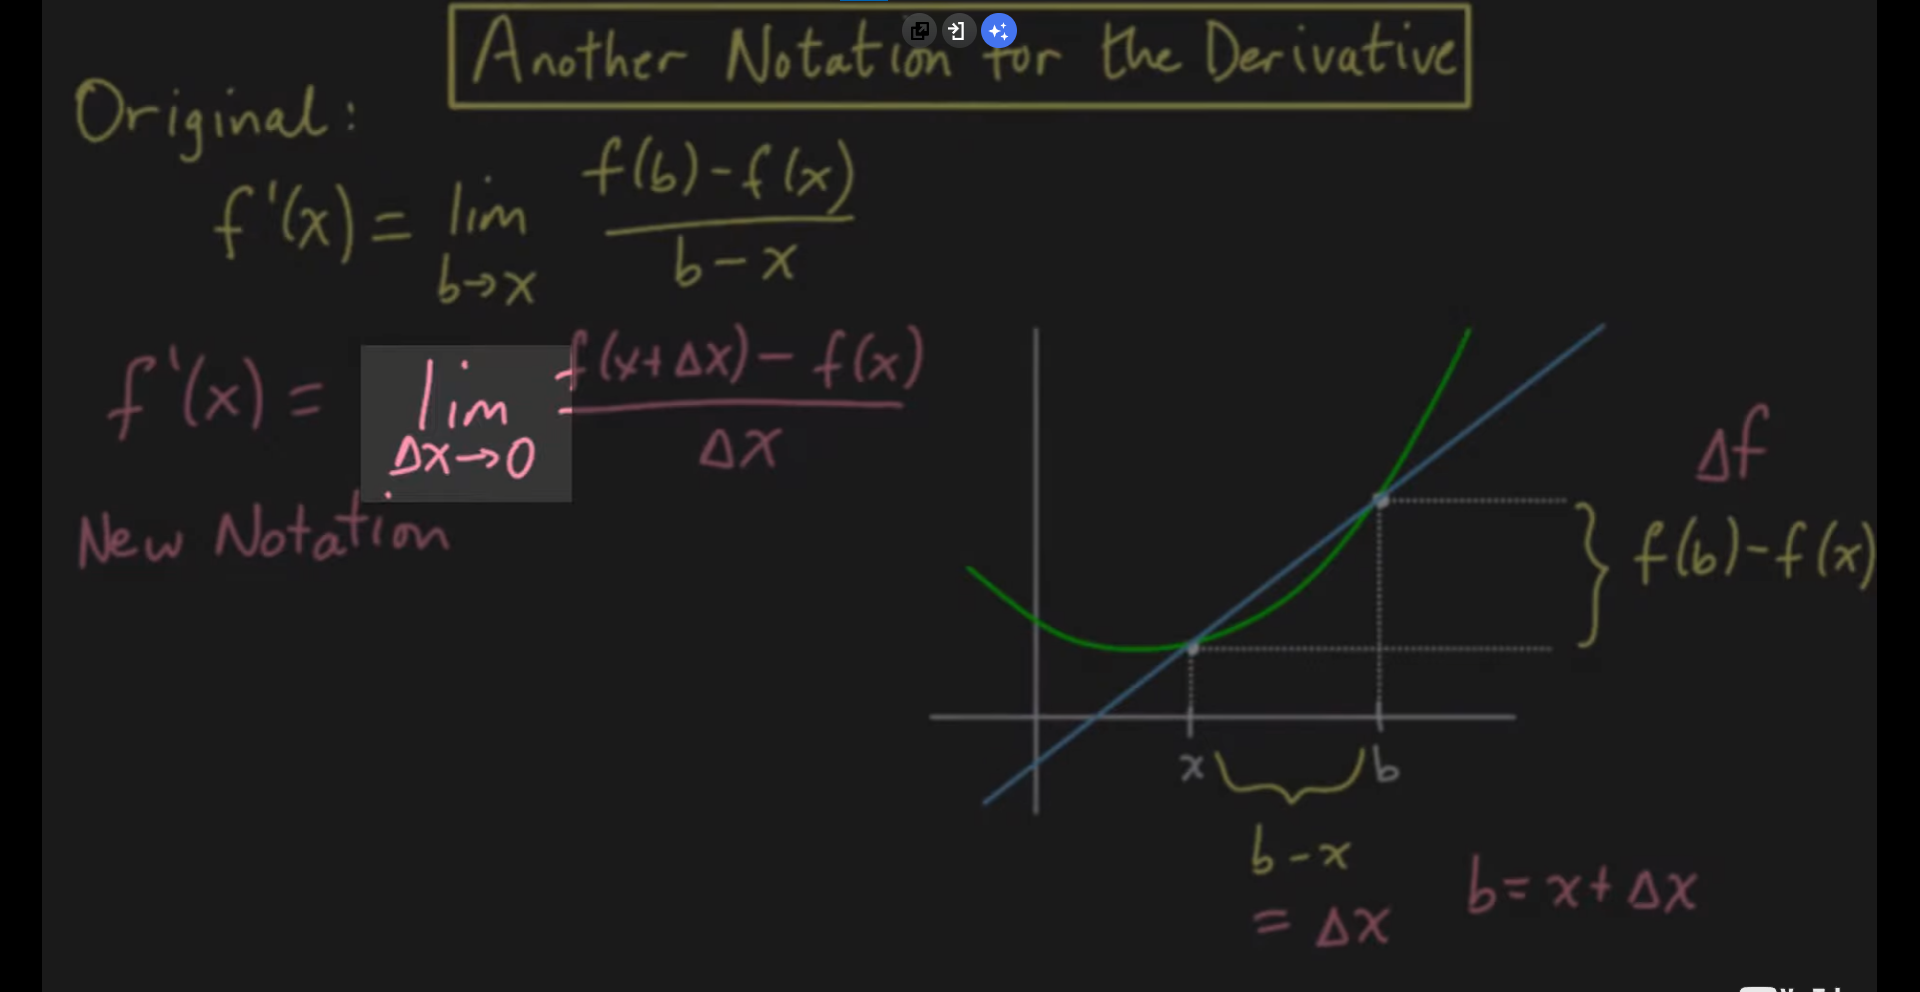 Another Notation for the Derivative
Original:
f'(x) = lim f(b) - f(x)
b→x b - x
f'(x) = lim f(x+Δx) - f(x)
Δx→0 Δx
New Notation
Δf
f(b) - f(x)
x b
b - x
= Δx
b = x + Δx